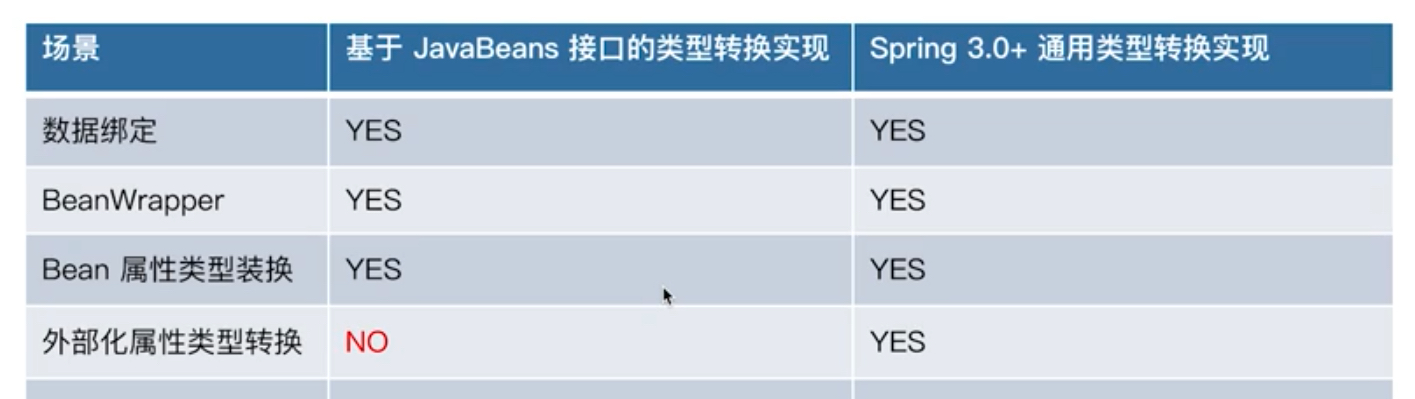 场景 基于 JavaBeans 接口的类型转换实现 Spring 3.0+ 通用类型转换实现
数据绑定 YES YES
BeanWrapper YES YES
Bean 属性类型装换 YES YES
外部化属性类型转换 NO YES